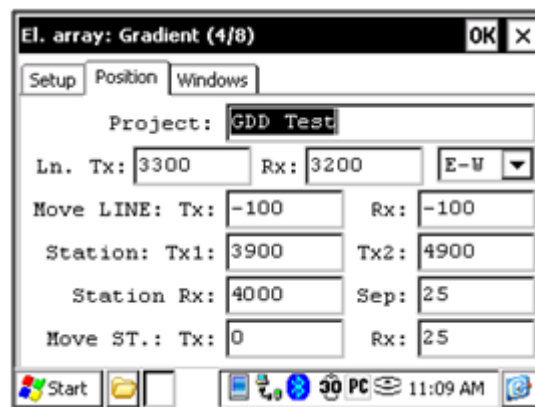 El. array: Gradient (4/8) OK ×
Setup Position Windows
Project: GDD Test
Ln. Tx: 3300 Rx: 3200 E-W
Move LINE: Tx: -100 Rx: -100
Station: Tx1: 3900 Tx2: 4900
Station Rx: 4000 Sep: 25
Move ST.: Tx: 0 Rx: 25
Start PC 11:09 AM